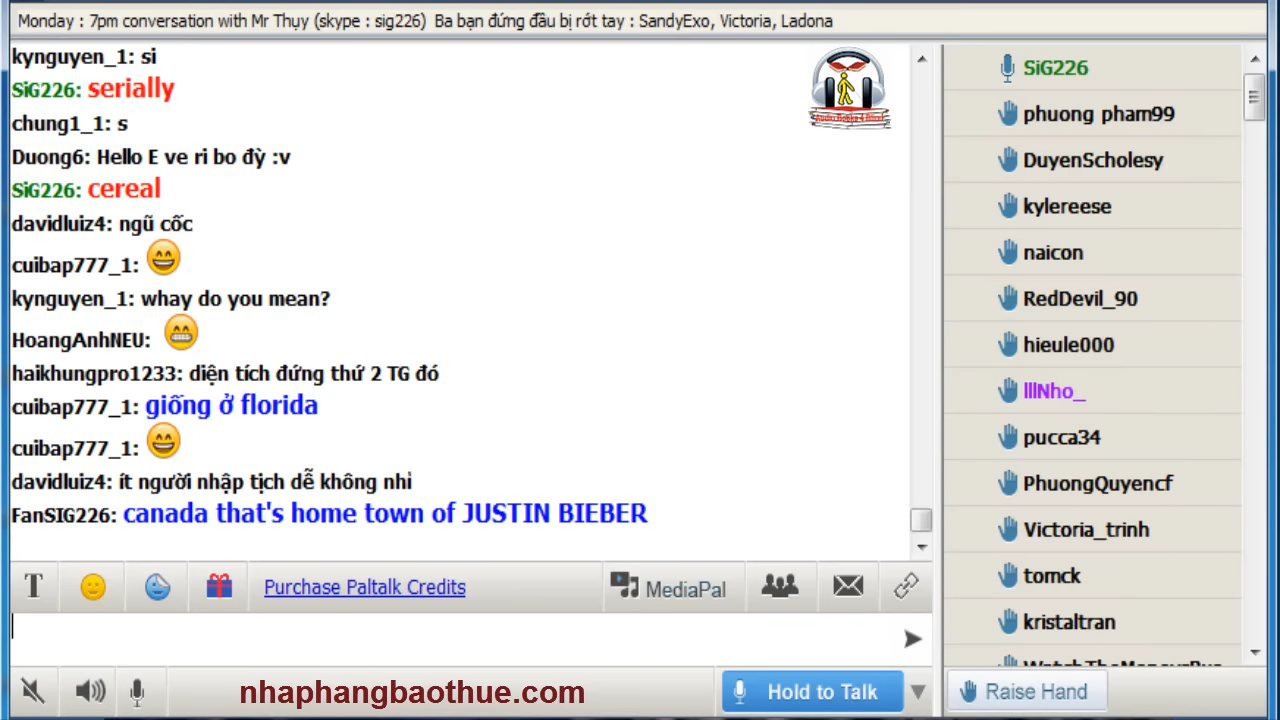 Monday : 7pm conversation with Mr Thụy (skype : sig226)  Ba bạn đứng đầu bị rớt tay : SandyExo, Victoria, Ladona
kynguyen_1: si
SiG226: serially
chung1_1: s
Duong6: Hello E ve ri bo đỳ :v
SiG226: cereal
davidluiz4: ngũ cốc
cuibap777_1:
kynguyen_1: whay do you mean?
HoangAnhNEU:
haikhungpro1233: diện tích đứng thứ 2 TG đó
cuibap777_1: giống ở florida
cuibap777_1:
davidluiz4: ít người nhập tịch dễ không nhỉ
FanSIG226: canada that's home town of JUSTIN BIEBER
SiG226
phuong pham99
DuyenScholesy
kylereese
naicon
RedDevil_90
hieule000
lllNho_
pucca34
PhuongQuyencf
Victoria_trinh
tomck
kristaltran
T
Purchase Paltalk Credits
MediaPal
nhaphangbaothue.com
Hold to Talk
Raise Hand